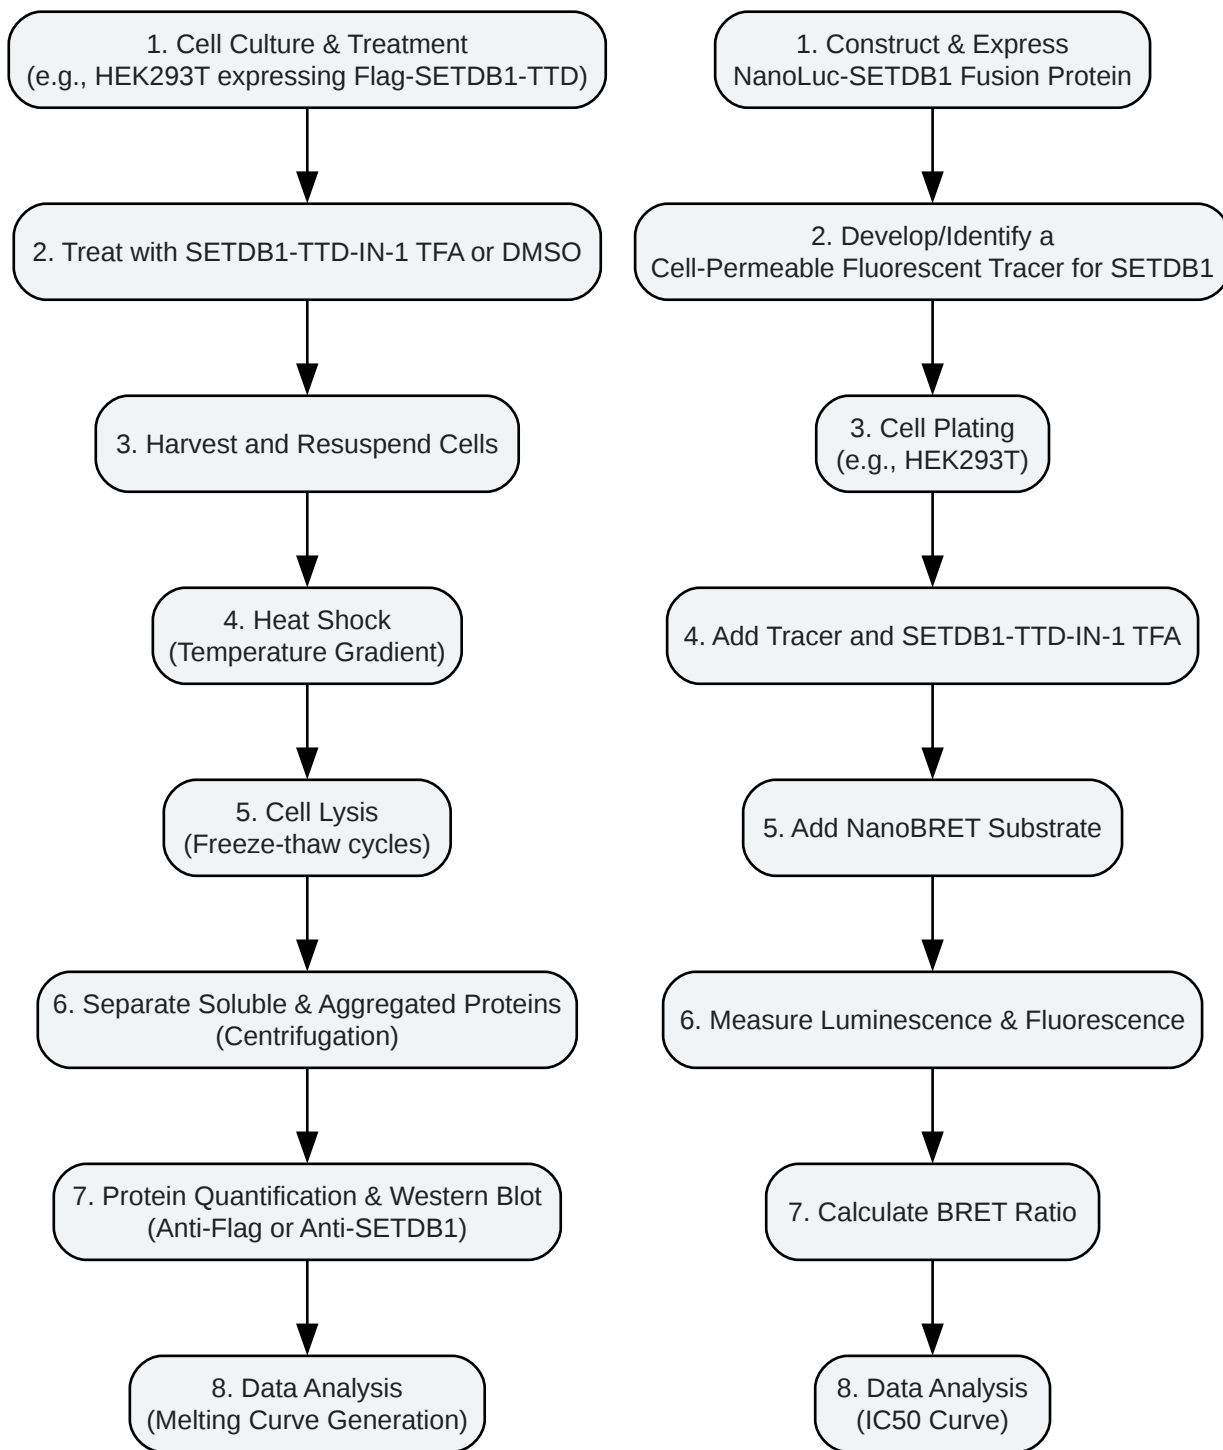 1. Cell Culture & Treatment
(e.g., HEK293T expressing Flag-SETDB1-TTD)
2. Treat with SETDB1-TTD-IN-1 TFA or DMSO
3. Harvest and Resuspend Cells
4. Heat Shock
(Temperature Gradient)
5. Cell Lysis
(Freeze-thaw cycles)
6. Separate Soluble & Aggregated Proteins
(Centrifugation)
7. Protein Quantification & Western Blot
(Anti-Flag or Anti-SETDB1)
8. Data Analysis
(Melting Curve Generation)
1. Construct & Express
NanoLuc-SETDB1 Fusion Protein
2. Develop/Identify a
Cell-Permeable Fluorescent Tracer for SETDB1
3. Cell Plating
(e.g., HEK293T)
4. Add Tracer and SETDB1-TTD-IN-1 TFA
5. Add NanoBRET Substrate
6. Measure Luminescence & Fluorescence
7. Calculate BRET Ratio
8. Data Analysis
(IC50 Curve)